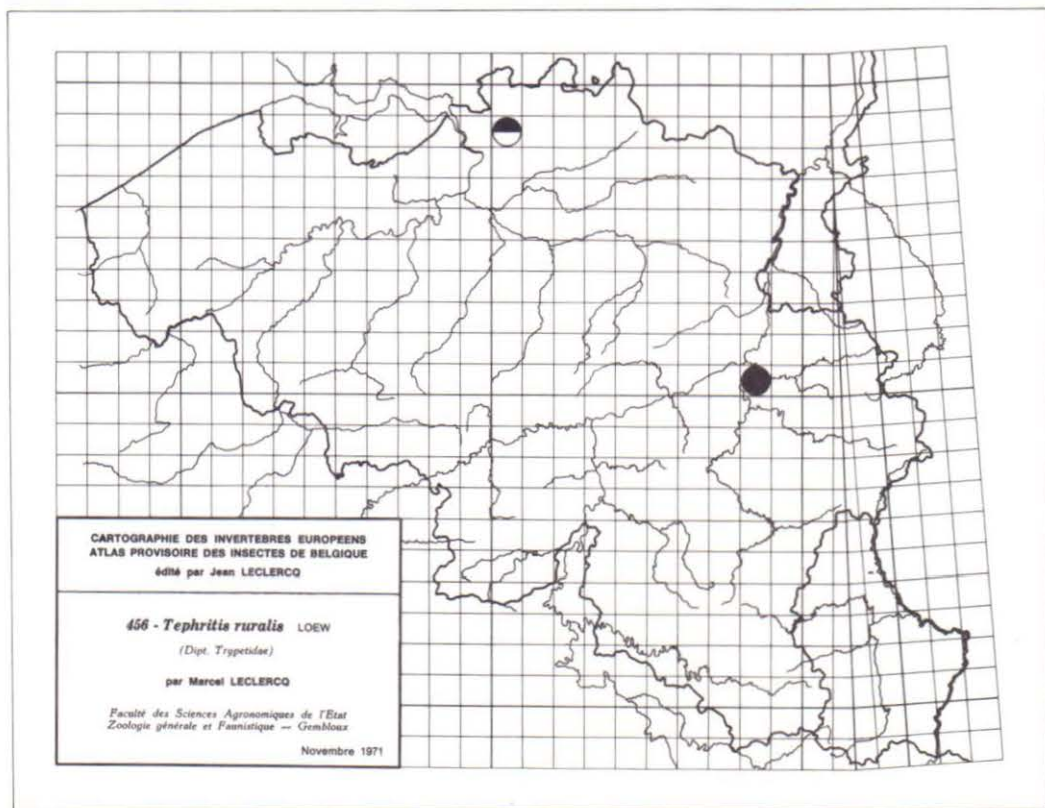 CARTOGRAPHIE DES INVERTEBRES EUROPEENS
ATLAS PROVISOIRE DES INSECTES DE BELGIQUE
édité par Jean LECLERCQ
456 - Tephritis ruralis LOEW
(Dipt. Trypetidae)
par Marcel LECLERCQ
Faculté des Sciences Agronomiques de l'Etat
Zoologie générale et Faunistique — Gembloux
Novembre 1971